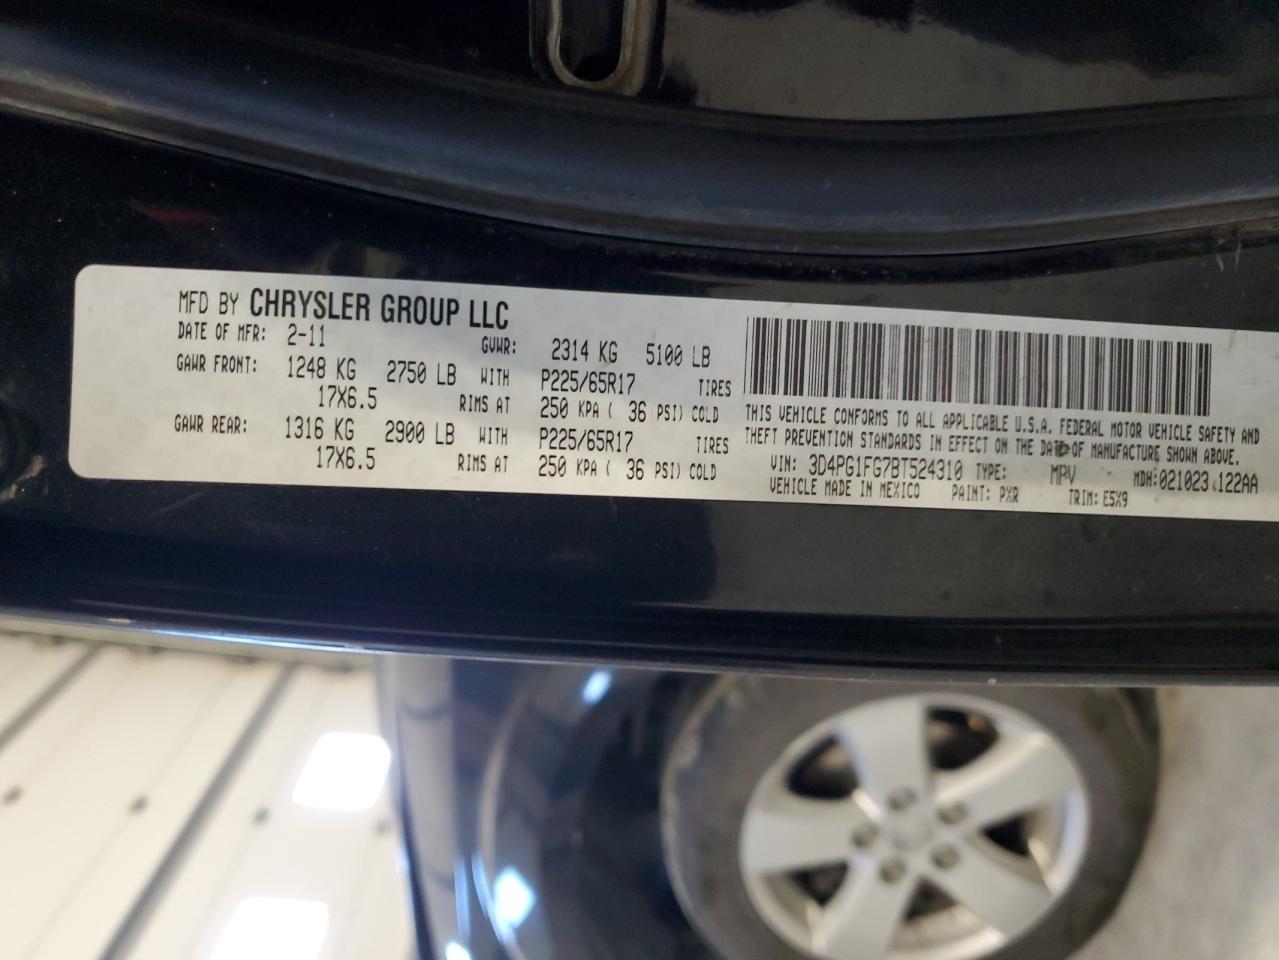 MFD BY CHRYSLER GROUP LLC
DATE OF MFR: 2-11 GVWR: 2314 KG 5100 LB
GAWR FRONT: 1248 KG 2750 LB WITH P225/65R17 TIRES
17X6.5 RIMS AT 250 KPA ( 36 PSI) COLD
GAWR REAR: 1316 KG 2900 LB WITH P225/65R17 TIRES
17X6.5 RIMS AT 250 KPA ( 36 PSI) COLD
THIS VEHICLE CONFORMS TO ALL APPLICABLE U.S.A. FEDERAL MOTOR VEHICLE SAFETY AND
THEFT PREVENTION STANDARDS IN EFFECT ON THE DATE OF MANUFACTURE SHOWN ABOVE.
VIN: 3D4PG1FG7BT524310 TYPE: MPV MDH:021023 122AA
VEHICLE MADE IN MEXICO PAINT: PXR TRIM: E5X9